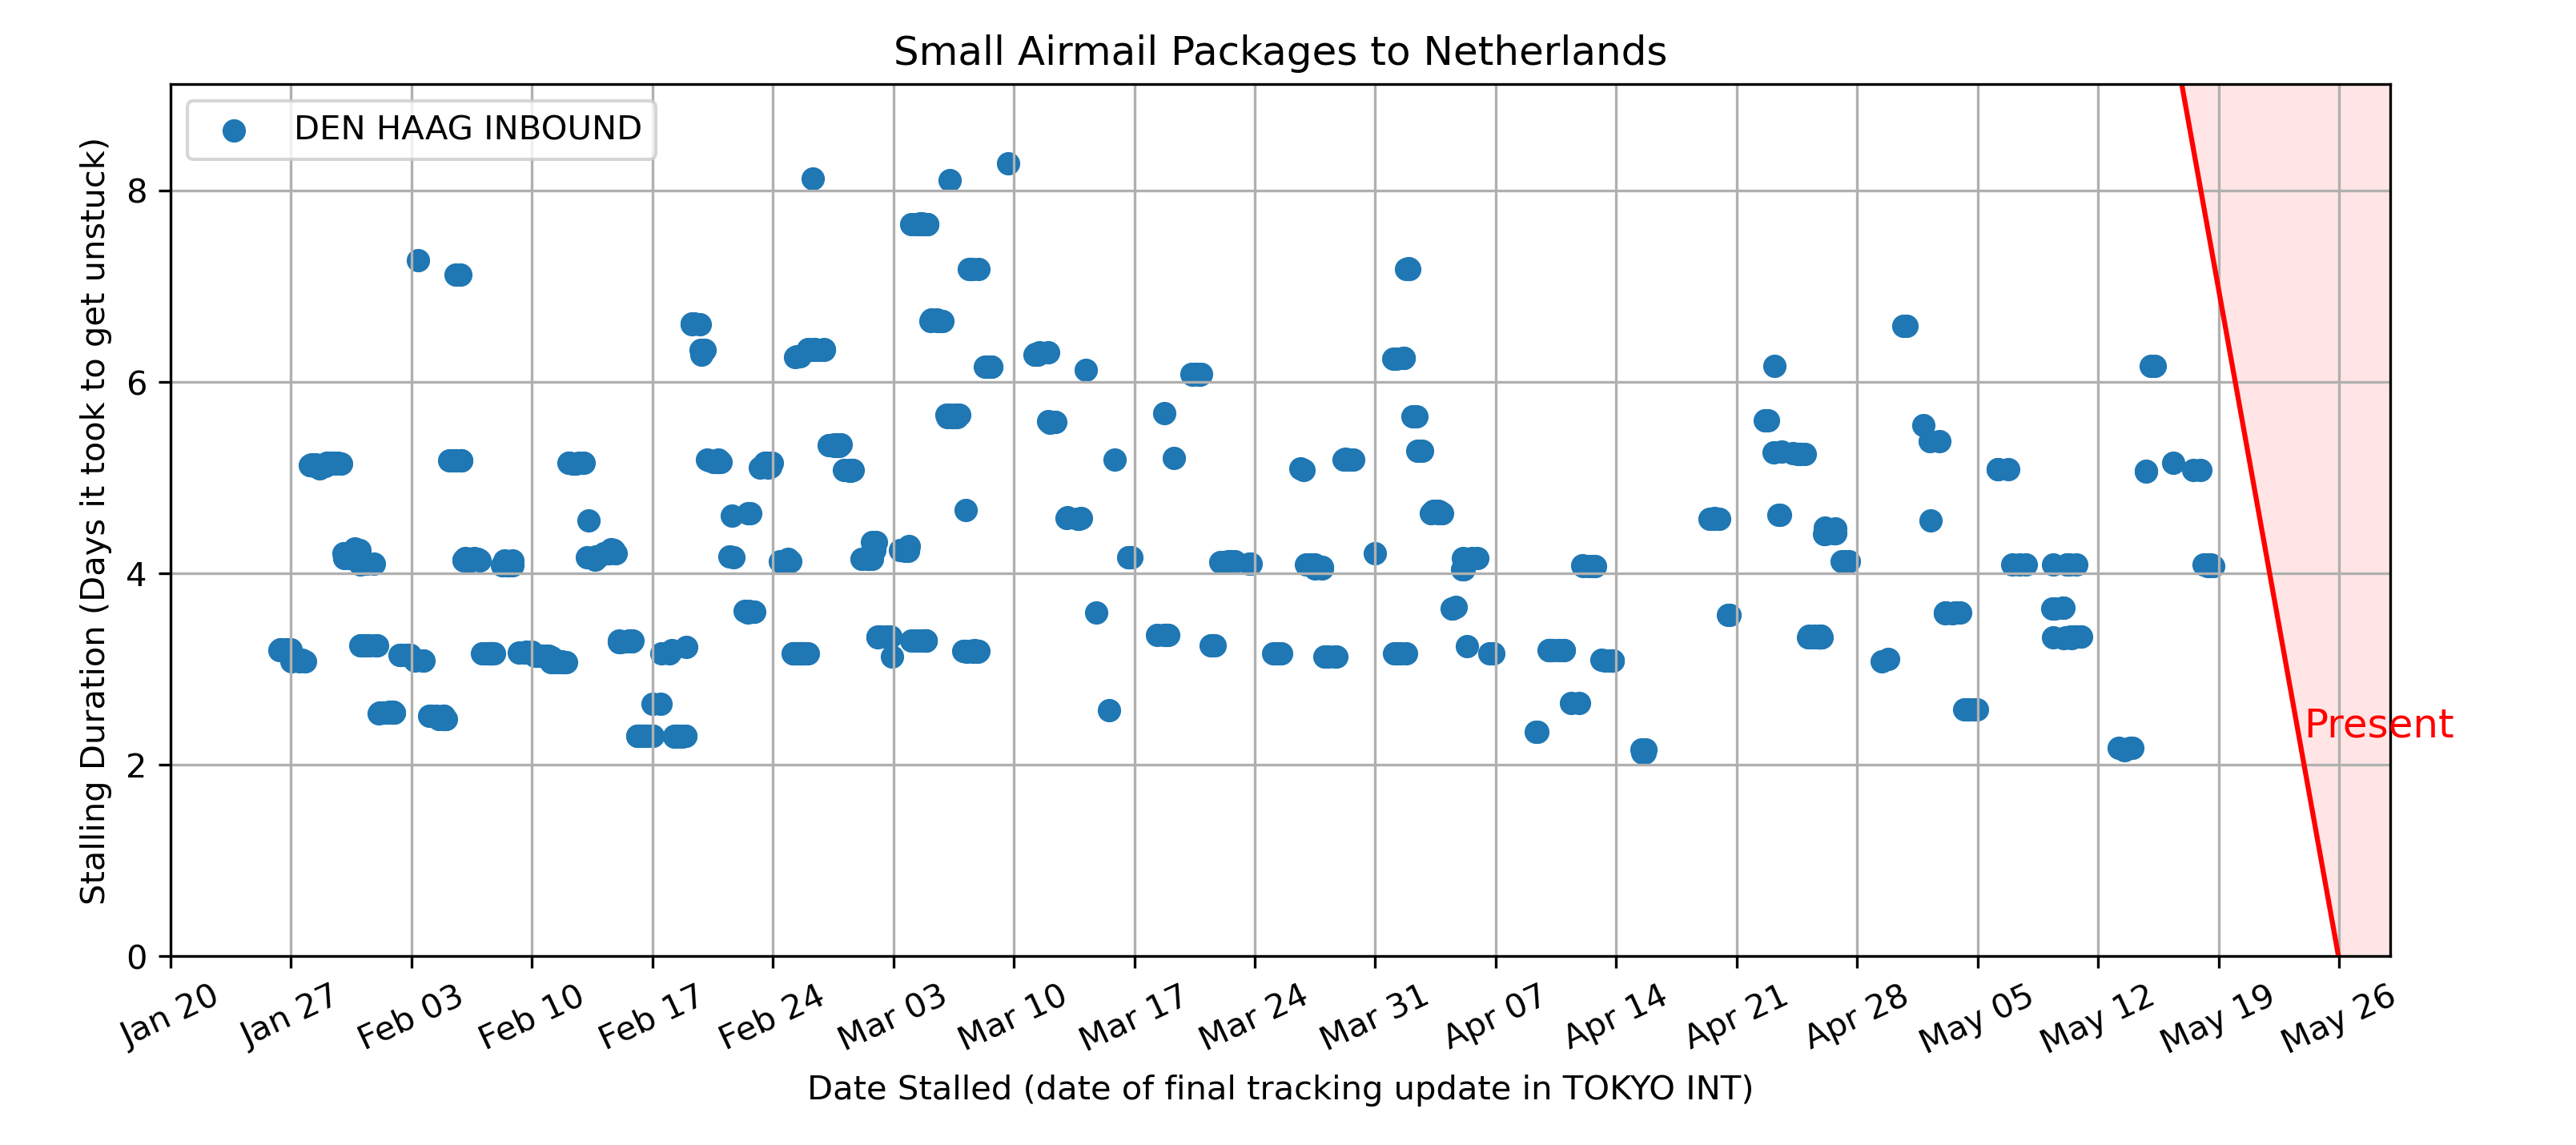 Small Airmail Packages to Netherlands
DEN HAAG INBOUND
Stalling Duration (Days it took to get unstuck)
8
6
4
2
0
Present
Jan 20
Jan 27
Feb 03
Feb 10
Feb 17
Feb 24
Mar 03
Mar 10
Mar 17
Mar 24
Mar 31
Apr 07
Apr 14
Apr 21
Apr 28
May 05
May 12
May 19
May 26
Date Stalled (date of final tracking update in TOKYO INT)